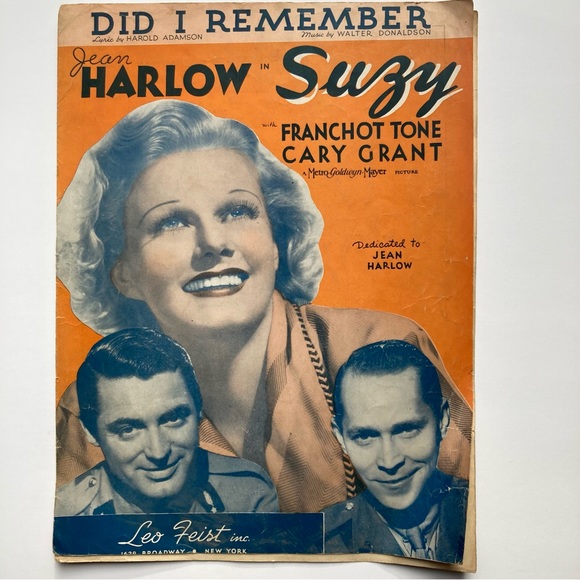 DID I REMEMBER
Lyric by HAROLD ADAMSON Music by WALTER DONALDSON
Jean
HARLOW IN Suzy
with FRANCHOT TONE
CARY GRANT
A Metro-Goldwyn-Mayer PICTURE
Dedicated to
JEAN
HARLOW
Leo Feist inc.
1629 BROADWAY • NEW YORK